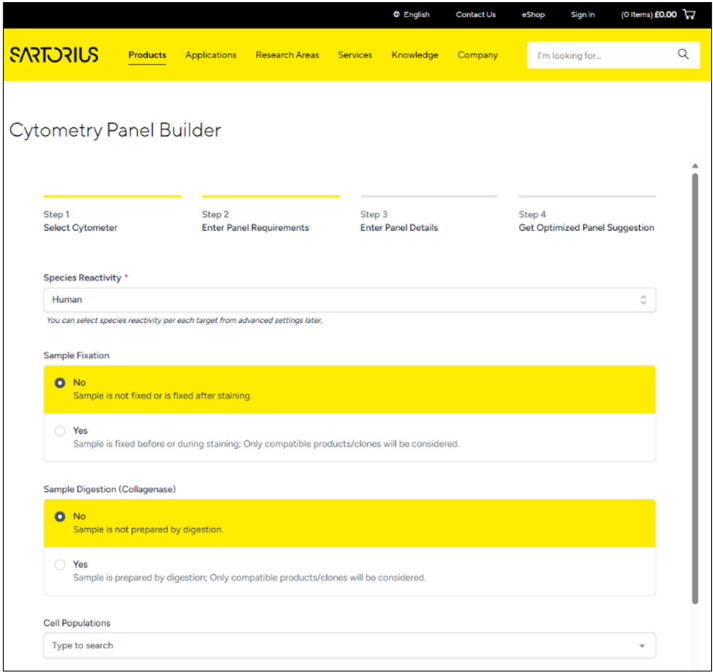 English Contact Us eShop Sign in (0 Items) £0.00
SARTORIUS Products Applications Research Areas Services Knowledge Company I'm looking for...
Cytometry Panel Builder
Step 1 Step 2 Step 3 Step 4
Select Cytometer Enter Panel Requirements Enter Panel Details Get Optimized Panel Suggestion
Species Reactivity *
Human
You can select species reactivity per each target from advanced settings later.
Sample Fixation
No
Sample is not fixed or is fixed after staining.
Yes
Sample is fixed before or during staining; Only compatible products/clones will be considered.
Sample Digestion (Collagenase)
No
Sample is not prepared by digestion.
Yes
Sample is prepared by digestion; Only compatible products/clones will be considered.
Cell Populations
Type to search